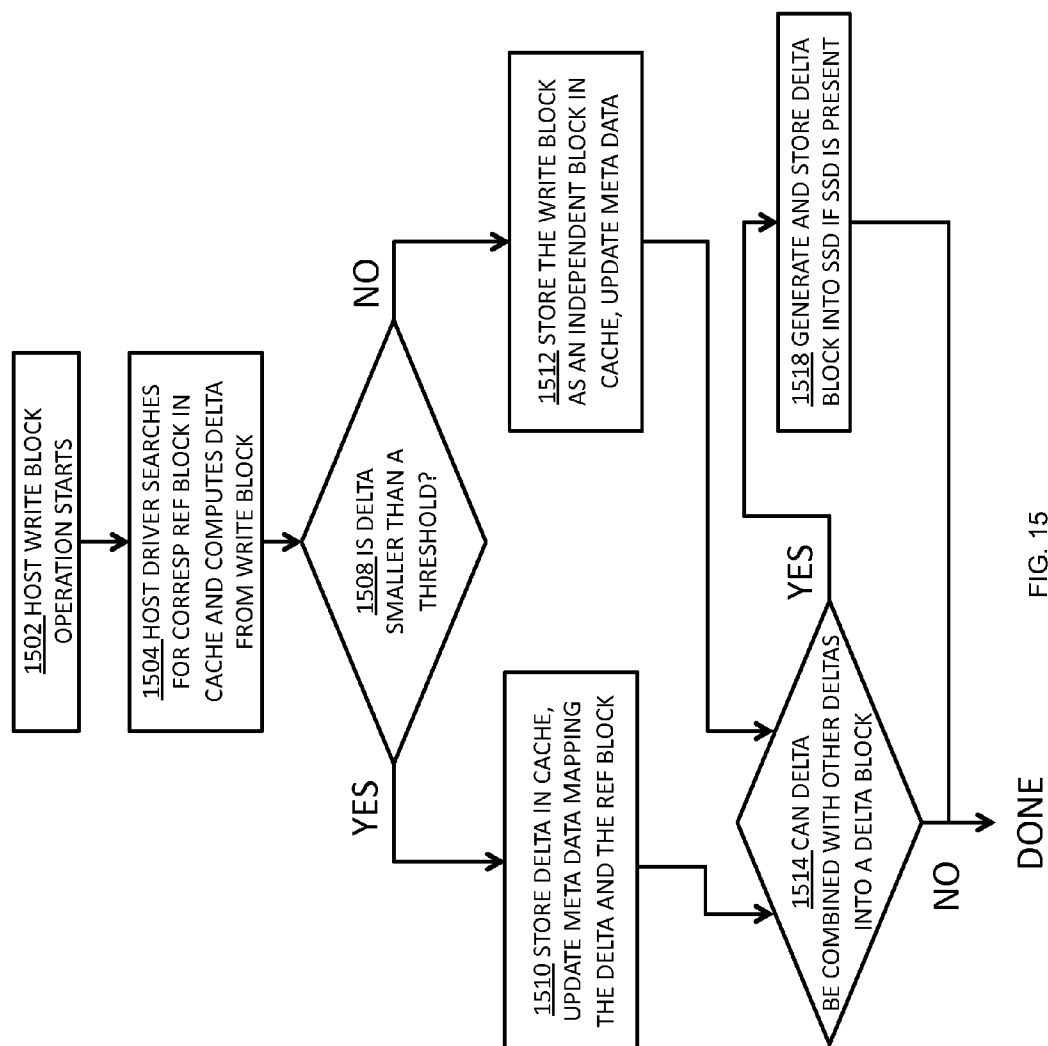 1502 HOST WRITE BLOCK
OPERATION STARTS
1504 HOST DRIVER SEARCHES
FOR CORRESP REF BLOCK IN
CACHE AND COMPUTES DELTA
FROM WRITE BLOCK
1508 IS DELTA
SMALLER THAN A
THRESHOLD?
YES
NO
1510 STORE DELTA IN CACHE,
UPDATE META DATA MAPPING
THE DELTA AND THE REF BLOCK
1512 STORE THE WRITE BLOCK
AS AN INDEPENDENT BLOCK IN
CACHE, UPDATE META DATA
1514 CAN DELTA
BE COMBINED WITH OTHER DELTAS
INTO A DELTA BLOCK
YES
1518 GENERATE AND STORE DELTA
BLOCK INTO SSD IF SSD IS PRESENT
NO
DONE
FIG. 15